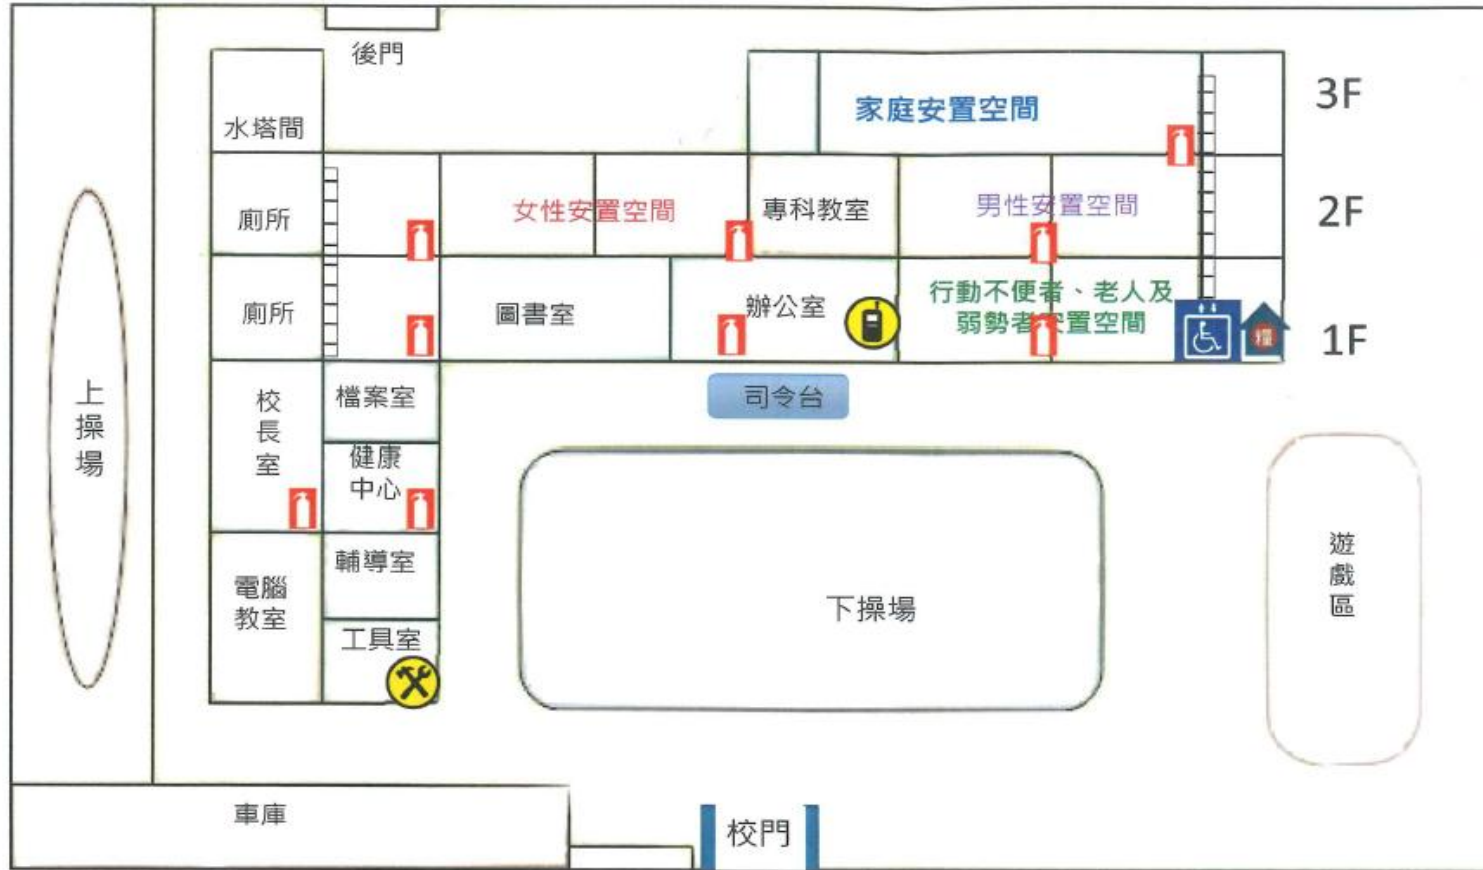 後門
水塔間
家庭安置空間
3F
廁所
女性安置空間
專科教室
男性安置空間
2F
廁所
圖書室
辦公室
行動不便者、老人及
弱勢者安置空間
糧
1F
上操場
校長室
檔案室
司令台
健康
中心
電腦
教室
輔導室
工具室
下操場
遊戲區
車庫
校門